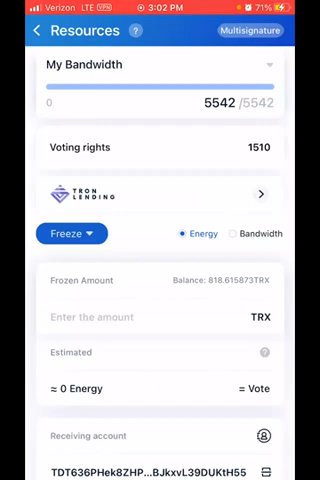 Verizon LTE VPN 3:02 PM 71%
Resources ? Multisignature
My Bandwidth
0 5542 /5542
Voting rights 1510
TRON
LENDING
Freeze Energy Bandwidth
Frozen Amount Balance: 818.615873TRX
Enter the amount TRX
Estimated ?
≈ 0 Energy = Vote
Receiving account
TDT636PHek8ZHP...BJkxvL39DUKtH55